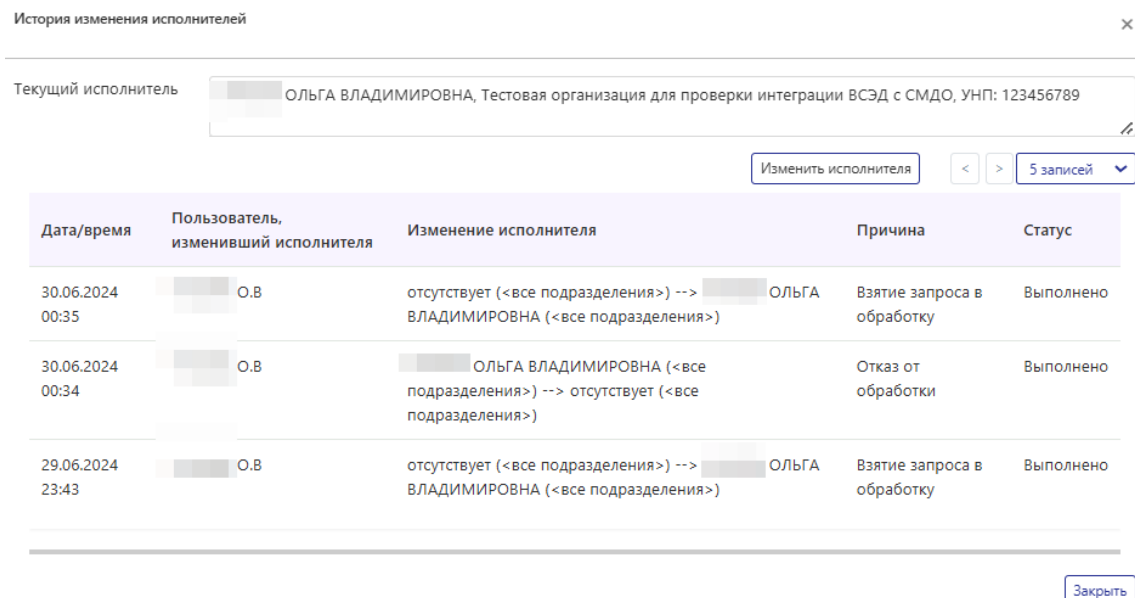 История изменения исполнителей
×
Текущий исполнитель
ОЛЬГА ВЛАДИМИРОВНА, Тестовая организация для проверки интеграции ВСЭД с СМДО, УНП: 123456789
Изменить исполнителя < > 5 записей
Дата/время Пользователь, изменивший исполнителя Изменение исполнителя Причина Статус
30.06.2024 О.В отсутствует (<все подразделения>) --> ОЛЬГА Взятие запроса в Выполнено
00:35 ВЛАДИМИРОВНА (<все подразделения>) обработку
30.06.2024 О.В ОЛЬГА ВЛАДИМИРОВНА (<все Отказ от Выполнено
00:34 подразделения>) --> отсутствует (<все обработки
подразделения>)
29.06.2024 О.В отсутствует (<все подразделения>) --> ОЛЬГА Взятие запроса в Выполнено
23:43 ВЛАДИМИРОВНА (<все подразделения>) обработку
Закрыть